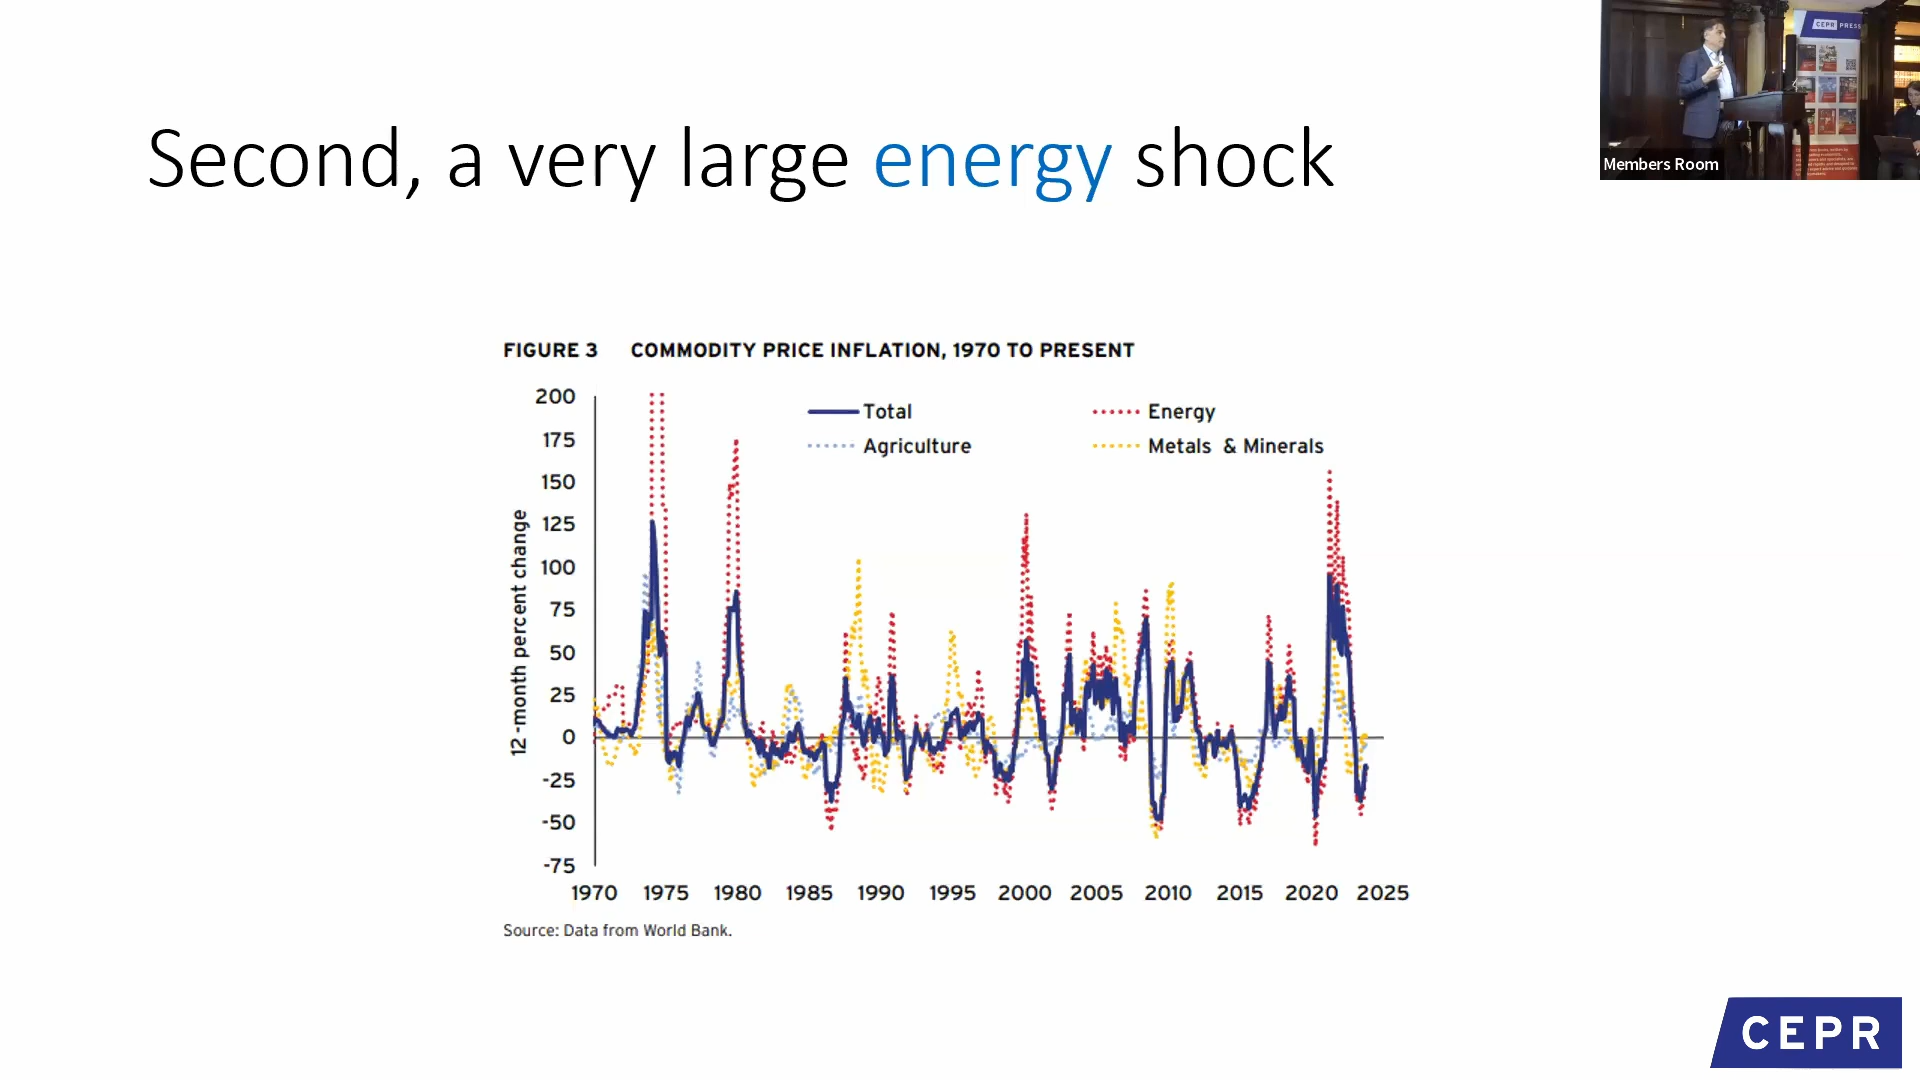 Second, a very large energy shock
CEPR PRESS
Members Room
FIGURE 3 COMMODITY PRICE INFLATION, 1970 TO PRESENT
12-month percent change
200
175
150
125
100
75
50
25
0
-25
-50
-75
Total
Energy
Agriculture
Metals & Minerals
1970 1975 1980 1985 1990 1995 2000 2005 2010 2015 2020 2025
Source: Data from World Bank.
CEPR